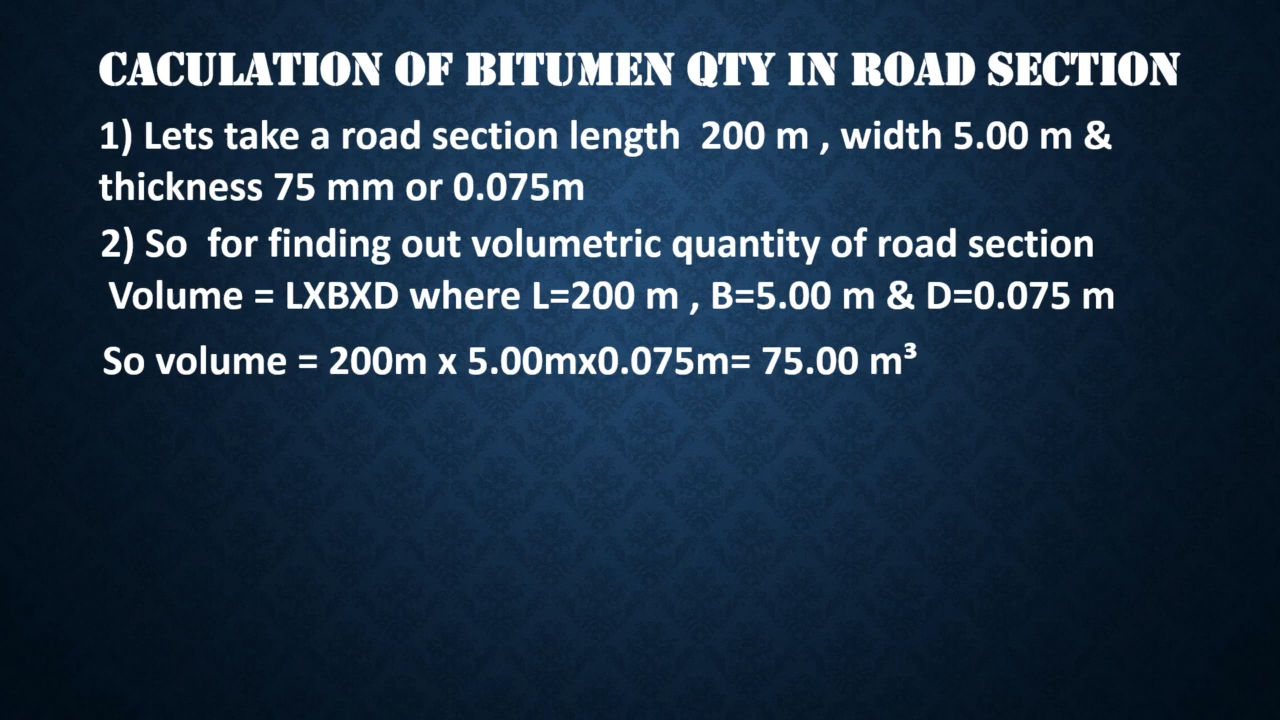 CACULATION OF BITUMEN QTY IN ROAD SECTION
1) Lets take a road section length  200 m , width 5.00 m &
thickness 75 mm or 0.075m
2) So  for finding out volumetric quantity of road section
Volume = LXBXD where L=200 m , B=5.00 m & D=0.075 m
So volume = 200m x 5.00mx0.075m= 75.00 m³